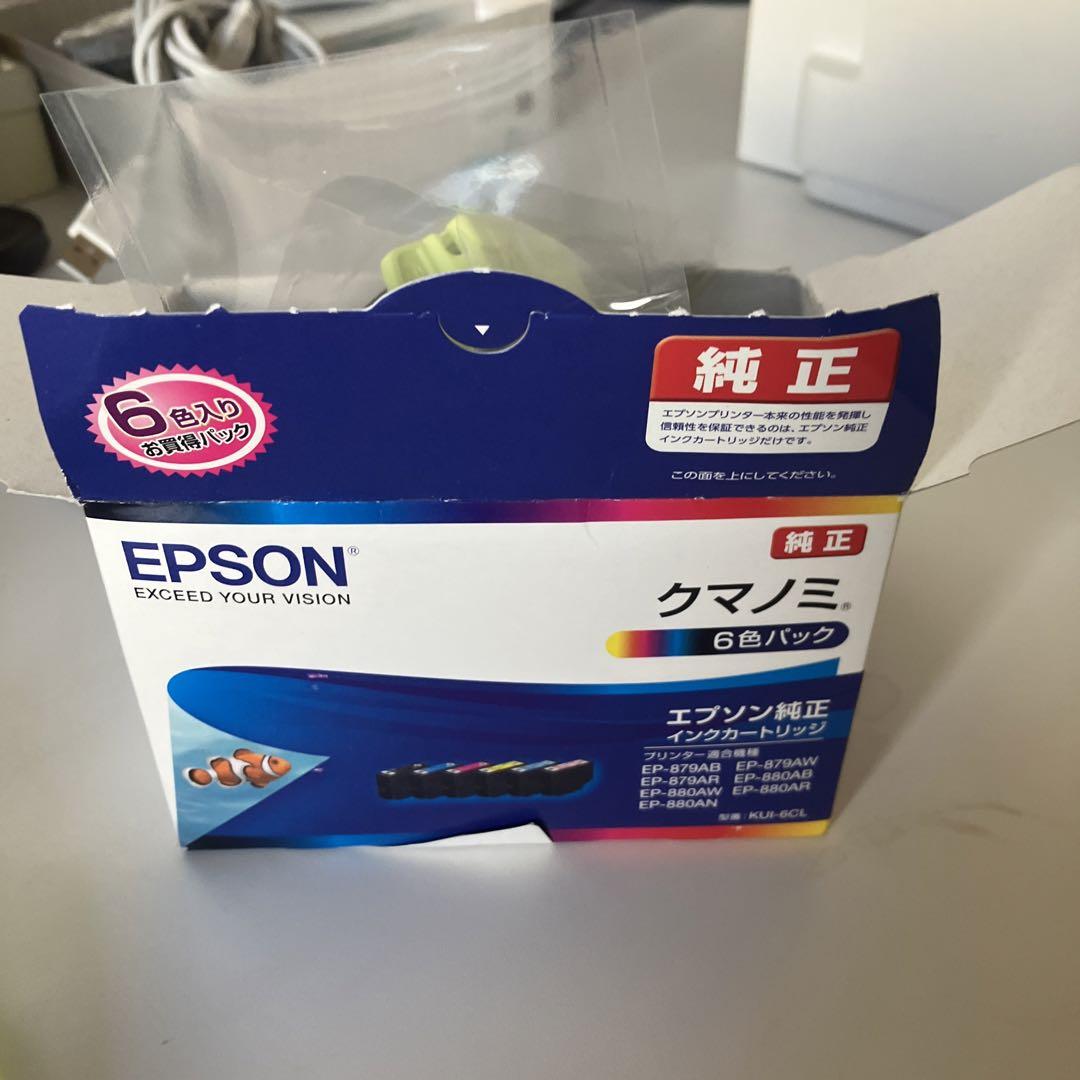 6色入り
お買得パック
純正
エプソンプリンター本来の性能を発揮し
信頼性を保証できるのは、エプソン純正
インクカートリッジだけです。
この面を上にしてください。
EPSON®
EXCEED YOUR VISION
純正
クマノミ®
6色パック
エプソン純正
インクカートリッジ
プリンター適合機種
EP-879AB EP-879AW
EP-879AR EP-880AB
EP-880AW EP-880AR
EP-880AN
型番：KUI-6CL